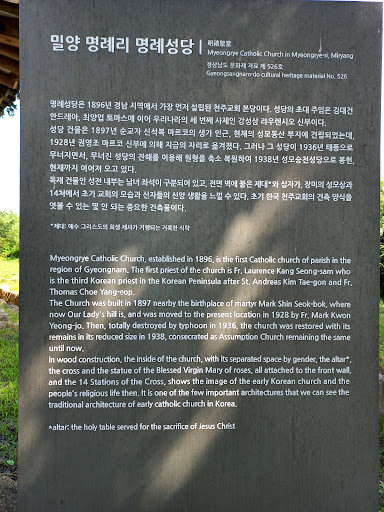 밀양 명례리 명례성당 | 明禮聖堂
Myeongrye Catholic Church in Myeongrye-ri, Miryang
경상남도 문화재 자료 제 526호
Gyeongsangnam-do cultural heritage material No. 526
명례성당은 1896년 경남 지역에서 가장 먼저 설립된 천주교회 본당이다. 성당의 초대 주임은 김대건
안드레아, 최양업 토마스에 이어 우리나라의 세 번째 사제인 강성삼 라우렌시오 신부이다.
성당 건물은 1897년 순교자 신석복 마르코의 생가 인근, 현재의 성모동산 부지에 건립되었는데,
1928년 권영조 마르코 신부에 의해 지금의 자리로 옮겨졌다. 그러나 그 성당이 1936년 태풍으로
무너지면서, 무너진 성당의 잔해를 이용해 원형을 축소 복원하여 1938년 성모승천성당으로 봉헌,
현재까지 이어져 오고 있다.
목재 건물인 성전 내부는 남녀 좌석이 구분되어 있고, 전면 벽에 붙은 제대*와 십자가, 장미의 성모상과
14처에서 초기 교회의 모습과 신자들의 신앙 생활을 느낄 수 있다. 초기 한국 천주교회의 건축 양식을
엿볼 수 있는 몇 안 되는 중요한 건축물이다.
*제대: 예수 그리스도의 희생 제사가 거행되는 거룩한 식탁
Myeongrye Catholic Church, established in 1896, is the first Catholic church of parish in the
region of Gyeongnam. The first priest of the church is Fr. Laurence Kang Seong-sam who
is the third Korean priest in the Korean Peninsula after St. Andreas Kim Tae-gon and Fr.
Thomas Choe Yang-eop.
The Church was built in 1897 nearby the birthplace of martyr Mark Shin Seok-bok, where
now Our Lady's hill is, and was moved to the present location in 1928 by Fr. Mark Kwon
Yeong-jo. Then, totally destroyed by typhoon in 1936, the church was restored with its
remains in its reduced size in 1938, consecrated as Assumption Church remaining the same
until now.
In wood construction, the inside of the church, with its separated space by gender, the altar*,
the cross and the statue of the Blessed Virgin Mary of roses, all attached to the front wall,
and the 14 Stations of the Cross, shows the image of the early Korean church and the
people's religious life then. It is one of the few important architectures that we can see the
traditional architecture of early catholic church in Korea.
*altar: the holy table served for the sacrifice of Jesus Christ